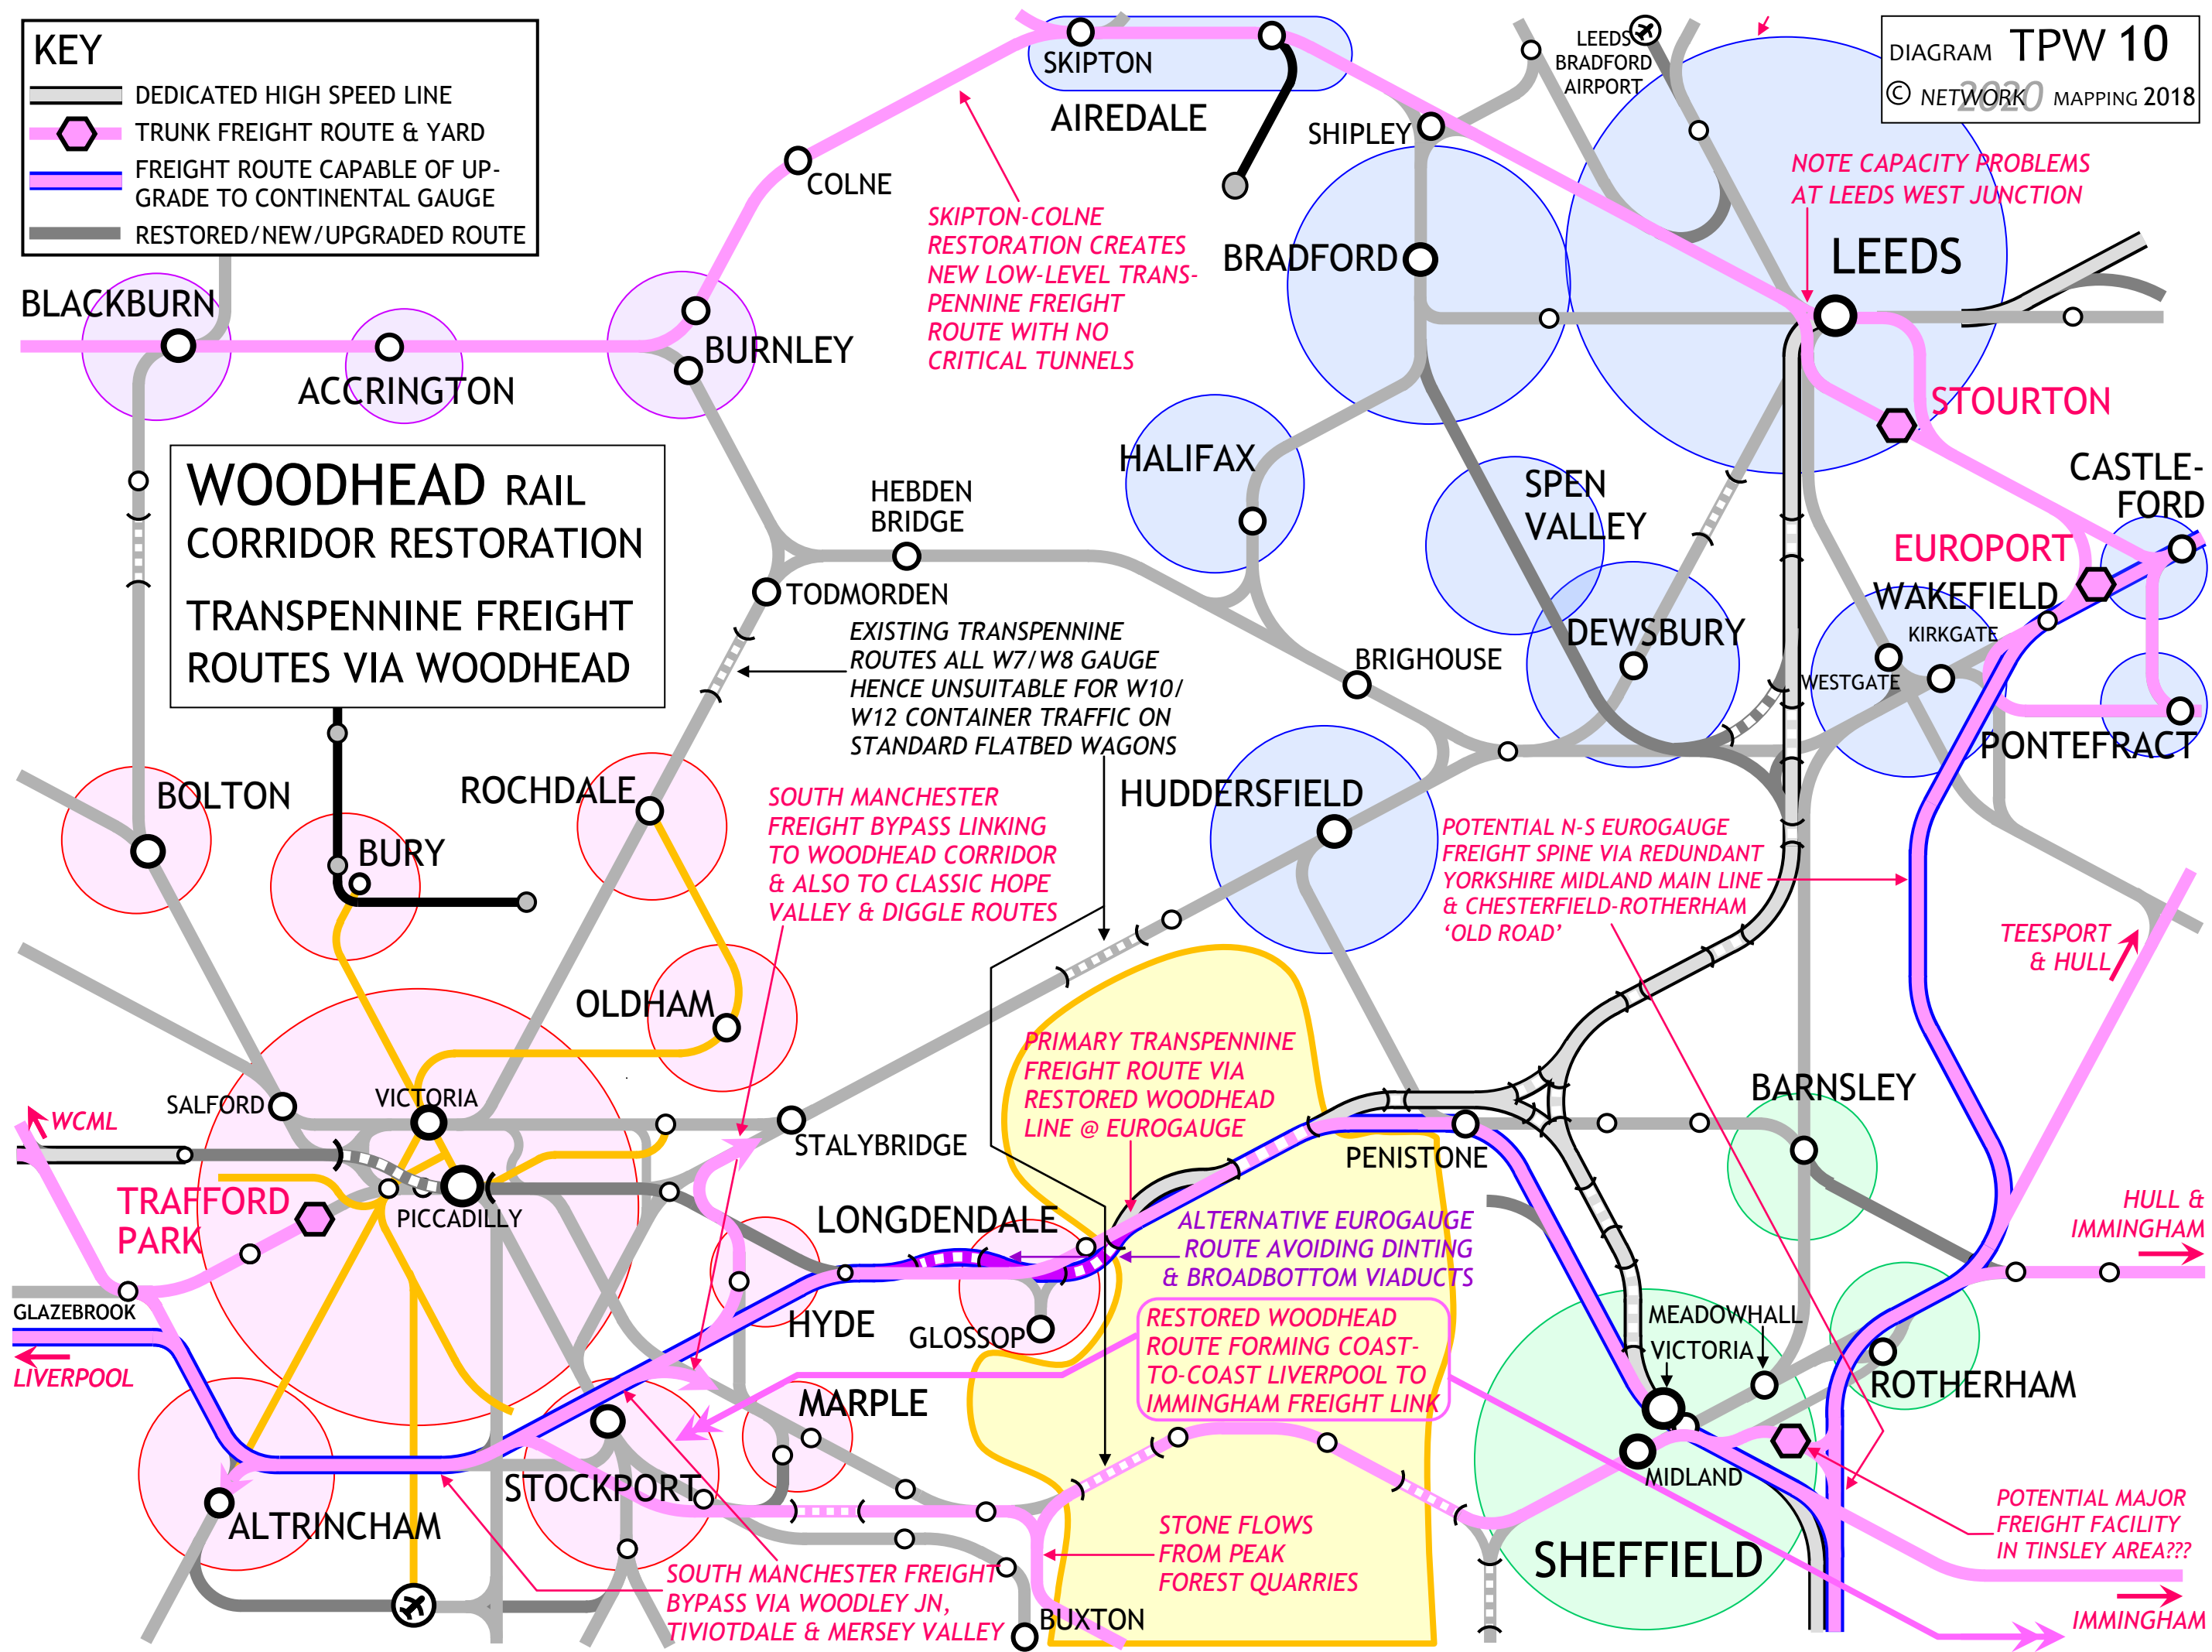 KEY
DEDICATED HIGH SPEED LINE
TRUNK FREIGHT ROUTE & YARD
FREIGHT ROUTE CAPABLE OF UP-
GRADE TO CONTINENTAL GAUGE
RESTORED/NEW/UPGRADED ROUTE
DIAGRAM TPW 10
© NETWORK 2020 MAPPING 2018
SKIPTON
AIREDALE
SHIPLEY
LEEDS
BRADFORD
AIRPORT
COLNE
SKIPTON-COLNE
RESTORATION CREATES
NEW LOW-LEVEL TRANS-
PENNINE FREIGHT
ROUTE WITH NO
CRITICAL TUNNELS
NOTE CAPACITY PROBLEMS
AT LEEDS WEST JUNCTION
BRADFORD
LEEDS
BLACKBURN
ACCRINGTON
BURNLEY
STOURTON
WOODHEAD RAIL
CORRIDOR RESTORATION
TRANSPENNINE FREIGHT
ROUTES VIA WOODHEAD
HALIFAX
HEBDEN
BRIDGE
SPEN
VALLEY
CASTLE-
FORD
EUROPORT
TODMORDEN
WAKEFIELD
KIRKGATE
WESTGATE
DEWSBURY
BRIGHOUSE
PONTEFRACT
EXISTING TRANSPENNINE
ROUTES ALL W7/W8 GAUGE
HENCE UNSUITABLE FOR W10/
W12 CONTAINER TRAFFIC ON
STANDARD FLATBED WAGONS
BOLTON
BURY
ROCHDALE
SOUTH MANCHESTER
FREIGHT BYPASS LINKING
TO WOODHEAD CORRIDOR
& ALSO TO CLASSIC HOPE
VALLEY & DIGGLE ROUTES
HUDDERSFIELD
POTENTIAL N-S EUROGAUGE
FREIGHT SPINE VIA REDUNDANT
YORKSHIRE MIDLAND MAIN LINE
& CHESTERFIELD-ROTHERHAM
‘OLD ROAD’
TEESPORT
& HULL
OLDHAM
PRIMARY TRANSPENNINE
FREIGHT ROUTE VIA
RESTORED WOODHEAD
LINE @ EUROGAUGE
SALFORD
VICTORIA
WCML
STALYBRIDGE
PENISTONE
BARNSLEY
TRAFFORD
PARK
PICCADILLY
LONGDENDALE
ALTERNATIVE EUROGAUGE
ROUTE AVOIDING DINTING
& BROADBOTTOM VIADUCTS
HULL &
IMMINGHAM
GLAZEBROOK
LIVERPOOL
HYDE
GLOSSOP
RESTORED WOODHEAD
ROUTE FORMING COAST-
TO-COAST LIVERPOOL TO
IMMINGHAM FREIGHT LINK
MEADOWHALL
VICTORIA
ROTHERHAM
MARPLE
STOCKPORT
MIDLAND
ALTRINCHAM
SHEFFIELD
STONE FLOWS
FROM PEAK
FOREST QUARRIES
POTENTIAL MAJOR
FREIGHT FACILITY
IN TINSLEY AREA???
SOUTH MANCHESTER FREIGHT
BYPASS VIA WOODLEY JN,
TIVIOTDALE & MERSEY VALLEY
BUXTON
IMMINGHAM